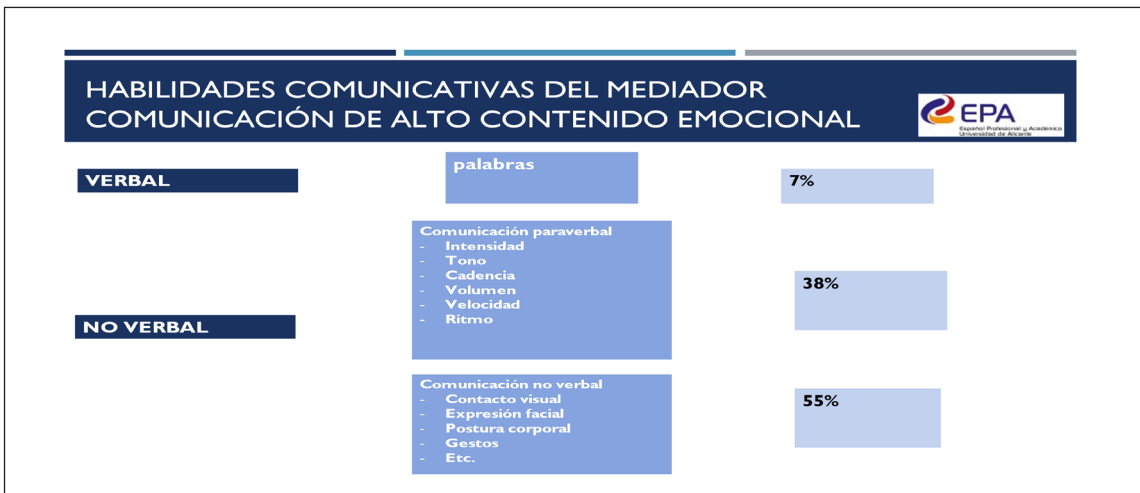 HABILIDADES COMUNICATIVAS DEL MEDIADOR
COMUNICACIÓN DE ALTO CONTENIDO EMOCIONAL
EPA
Español Profesional y Académico
Universidad de Alicante
VERBAL
palabras
7%
NO VERBAL
Comunicación paraverbal
- Intensidad
- Tono
- Cadencia
- Volumen
- Velocidad
- Ritmo
38%
Comunicación no verbal
- Contacto visual
- Expresión facial
- Postura corporal
- Gestos
- Etc.
55%